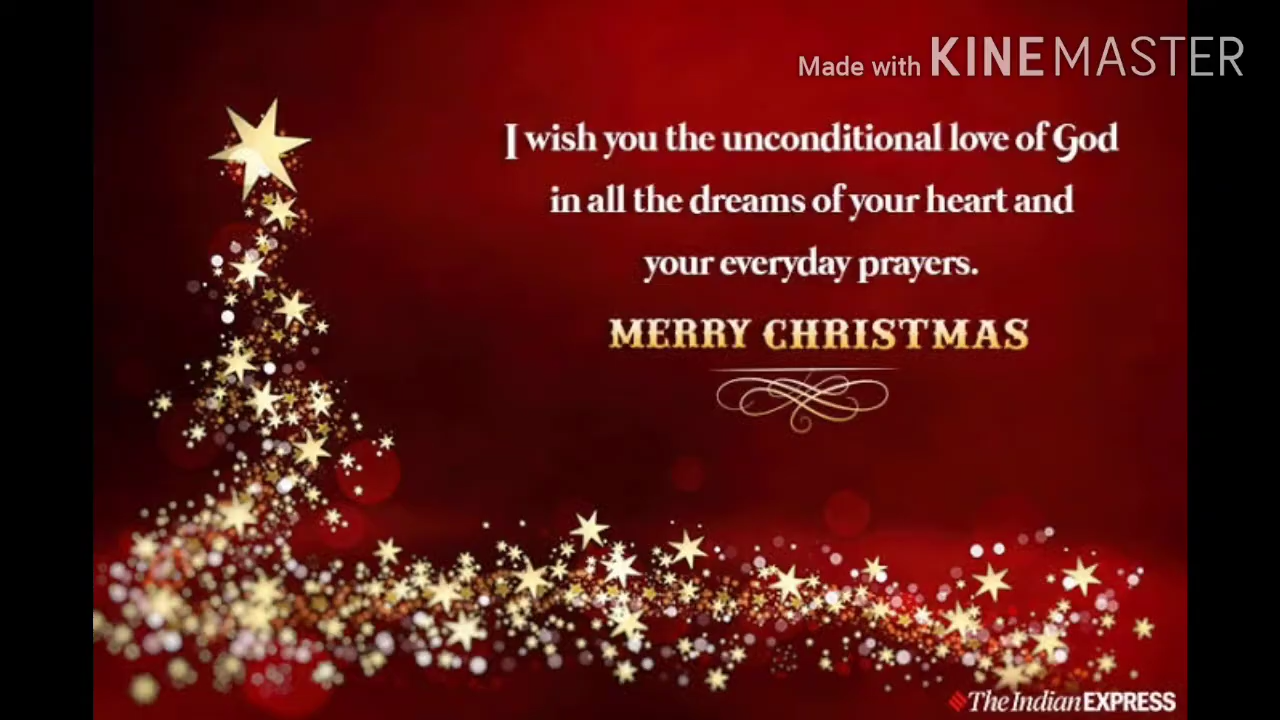 Made with KINEMASTER
I wish you the unconditional love of God
in all the dreams of your heart and
your everyday prayers.
MERRY CHRISTMAS
The Indian EXPRESS